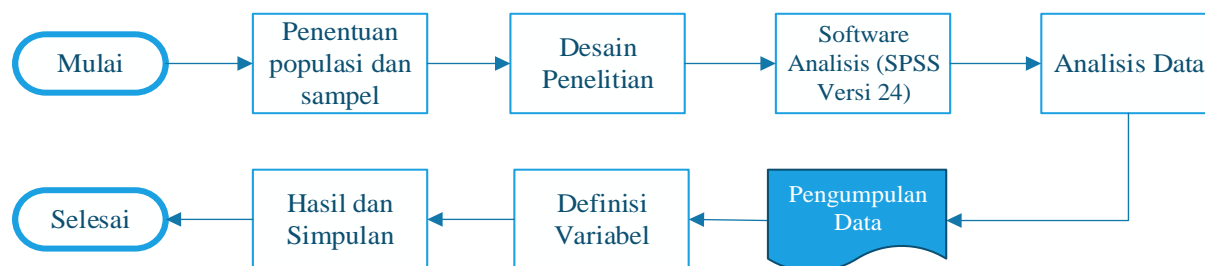 Mulai
Penentuan
populasi dan
sampel
Desain
Penelitian
Software
Analisis (SPSS
Versi 24)
Analisis Data
Pengumpulan
Data
Definisi
Variabel
Hasil dan
Simpulan
Selesai